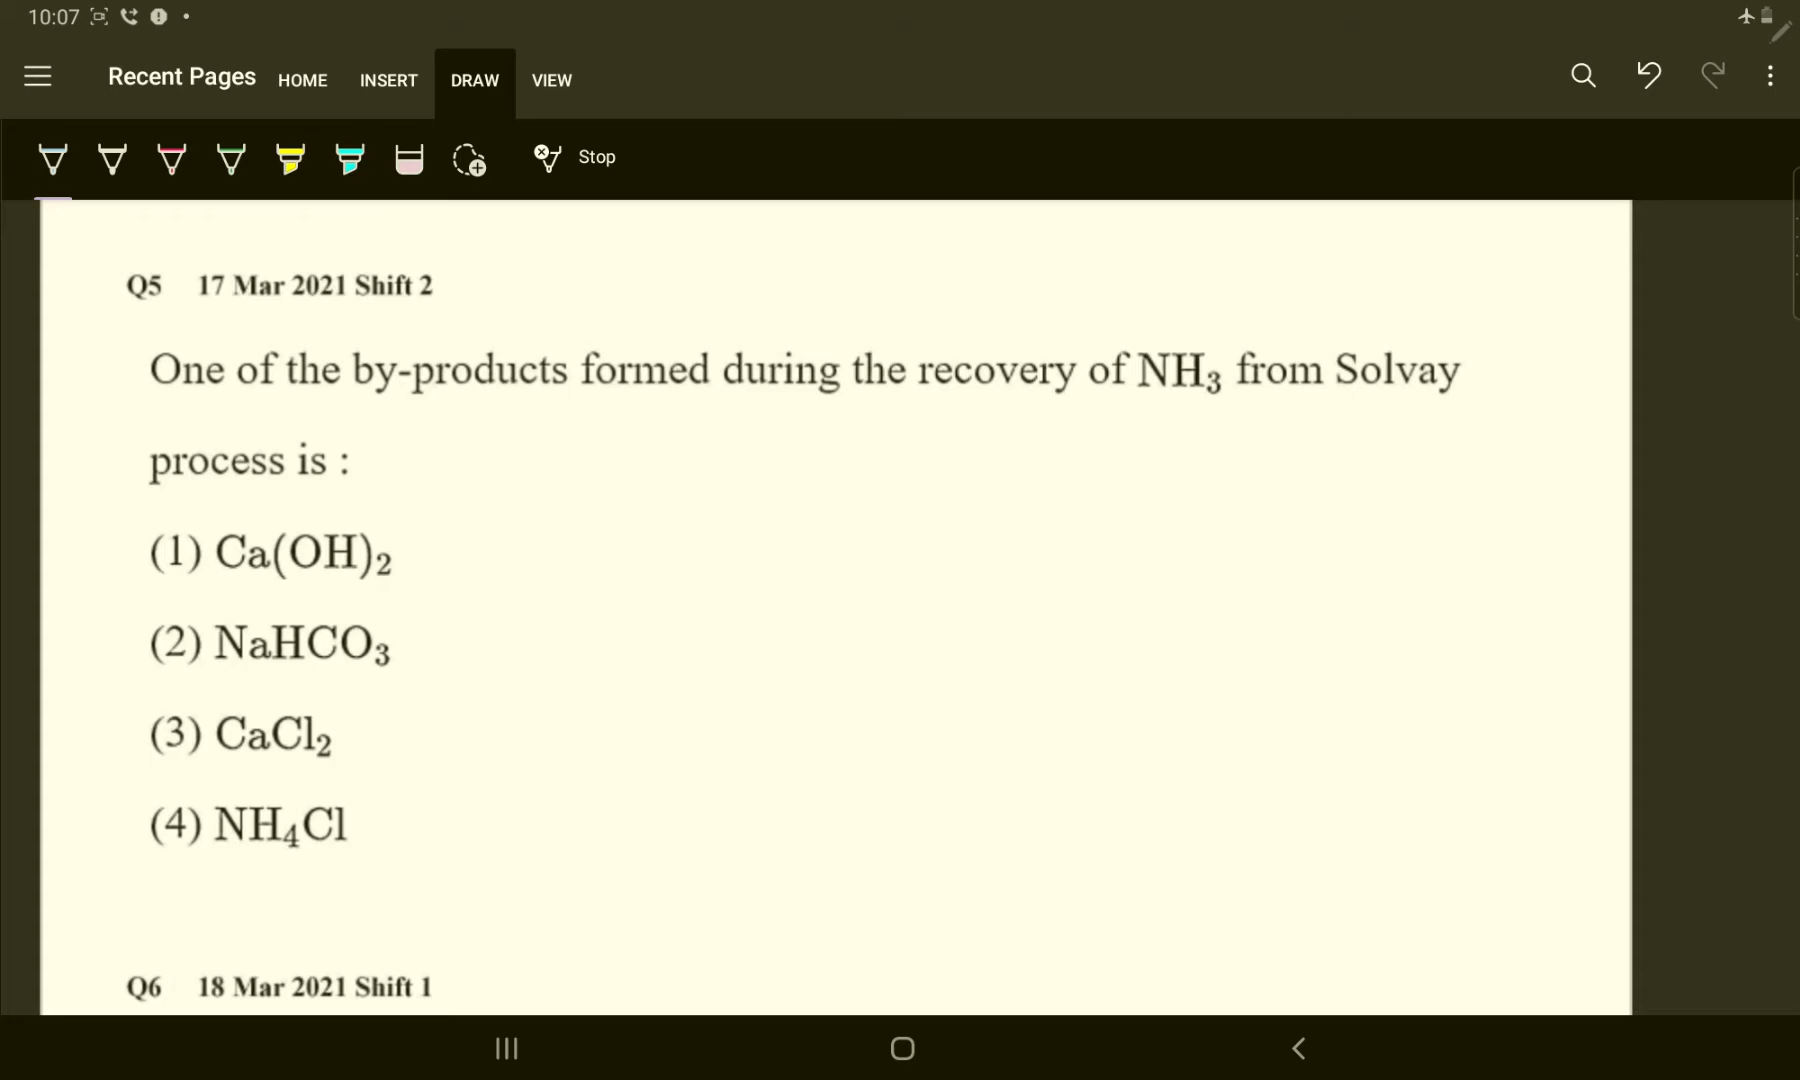 10:07
Recent Pages HOME INSERT DRAW VIEW
Stop
Q5 17 Mar 2021 Shift 2
One of the by-products formed during the recovery of NH₃ from Solvay
process is :
(1) Ca(OH)₂
(2) NaHCO₃
(3) CaCl₂
(4) NH₄Cl
Q6 18 Mar 2021 Shift 1